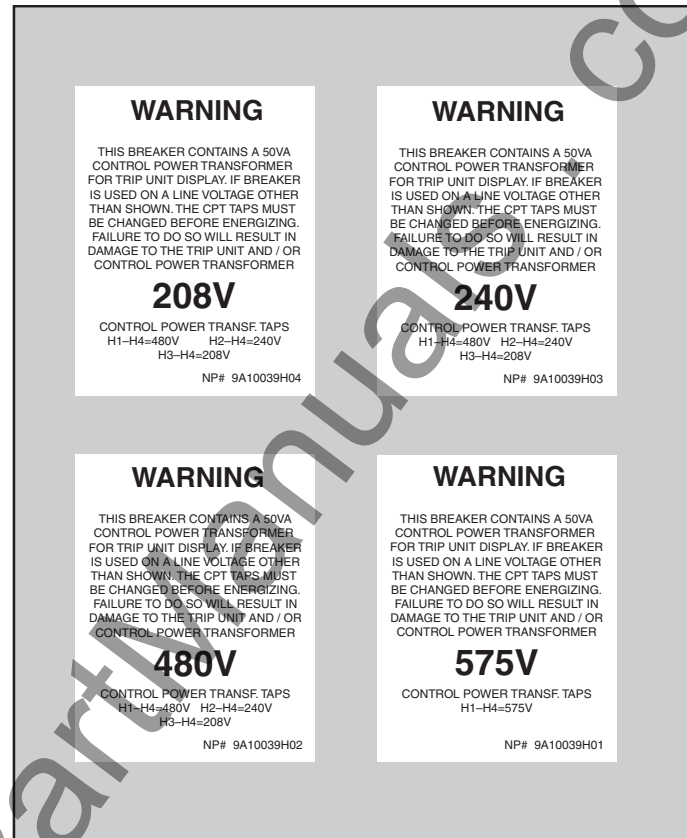 WARNING
THIS BREAKER CONTAINS A 50VA
CONTROL POWER TRANSFORMER
FOR TRIP UNIT DISPLAY. IF BREAKER
IS USED ON A LINE VOLTAGE OTHER
THAN SHOWN. THE CPT TAPS MUST
BE CHANGED BEFORE ENERGIZING.
FAILURE TO DO SO WILL RESULT IN
DAMAGE TO THE TRIP UNIT AND / OR
CONTROL POWER TRANSFORMER
208V
CONTROL POWER TRANSF. TAPS
H1–H4=480V H2–H4=240V
H3–H4=208V
NP# 9A10039H04
WARNING
THIS BREAKER CONTAINS A 50VA
CONTROL POWER TRANSFORMER
FOR TRIP UNIT DISPLAY. IF BREAKER
IS USED ON A LINE VOLTAGE OTHER
THAN SHOWN. THE CPT TAPS MUST
BE CHANGED BEFORE ENERGIZING.
FAILURE TO DO SO WILL RESULT IN
DAMAGE TO THE TRIP UNIT AND / OR
CONTROL POWER TRANSFORMER
240V
CONTROL POWER TRANSF. TAPS
H1–H4=480V H2–H4=240V
H3–H4=208V
NP# 9A10039H03
WARNING
THIS BREAKER CONTAINS A 50VA
CONTROL POWER TRANSFORMER
FOR TRIP UNIT DISPLAY. IF BREAKER
IS USED ON A LINE VOLTAGE OTHER
THAN SHOWN. THE CPT TAPS MUST
BE CHANGED BEFORE ENERGIZING.
FAILURE TO DO SO WILL RESULT IN
DAMAGE TO THE TRIP UNIT AND / OR
CONTROL POWER TRANSFORMER
480V
CONTROL POWER TRANSF. TAPS
H1–H4=480V H2–H4=240V
H3–H4=208V
NP# 9A10039H02
WARNING
THIS BREAKER CONTAINS A 50VA
CONTROL POWER TRANSFORMER
FOR TRIP UNIT DISPLAY. IF BREAKER
IS USED ON A LINE VOLTAGE OTHER
THAN SHOWN. THE CPT TAPS MUST
BE CHANGED BEFORE ENERGIZING.
FAILURE TO DO SO WILL RESULT IN
DAMAGE TO THE TRIP UNIT AND / OR
CONTROL POWER TRANSFORMER
575V
CONTROL POWER TRANSF. TAPS
H1–H4=575V
NP# 9A10039H01
artManuals.co